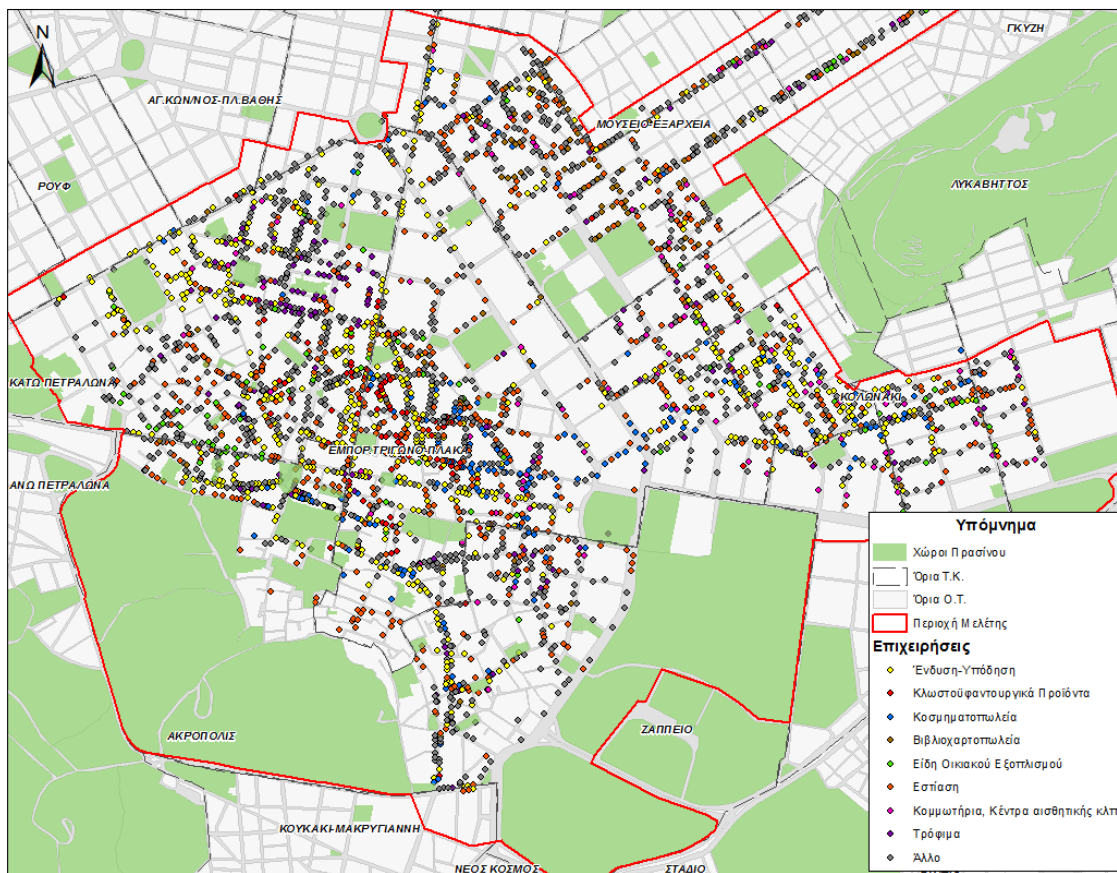 N
ΓΚΥΖΗ
ΑΓ.ΚΩΝ/ΝΟΣ-ΠΛ.ΒΑΘΗΣ
ΜΟΥΣΕΙΟ-ΕΞΑΡΧΕΙΑ
ΡΟΥΦ
ΛΥΚΑΒΗΤΤΟΣ
ΚΑΤΩ ΠΕΤΡΑΛΩΝΑ
ΚΟΛΩΝΑΚΙ
ΕΜΠΟΡ.ΤΡΙΓΩΝΟ-ΠΛΑΚΑ
ΑΝΩ ΠΕΤΡΑΛΩΝΑ
ΑΚΡΟΠΟΛΙΣ
ΖΑΠΠΕΙΟ
ΚΟΥΚΑΚΙ-ΜΑΚΡΥΓΙΑΝΝΗ
ΝΕΟΣ ΚΟΣΜΟΣ
ΣΤΑΔΙΟ
Υπόμνημα
Χώροι Πρασίνου
Όρια Τ.Κ.
Όρια Ο.Τ.
Περιοχή Μελέτης
Επιχειρήσεις
Ένδυση-Υπόδηση
Κλωστοϋφαντουργικά Προϊόντα
Κοσμηματοπωλεία
Βιβλιοχαρτοπωλεία
Είδη Οικιακού Εξοπλισμού
Εστίαση
Κομμωτήρια, Κέντρα αισθητικής κλπ
Τρόφιμα
Άλλο